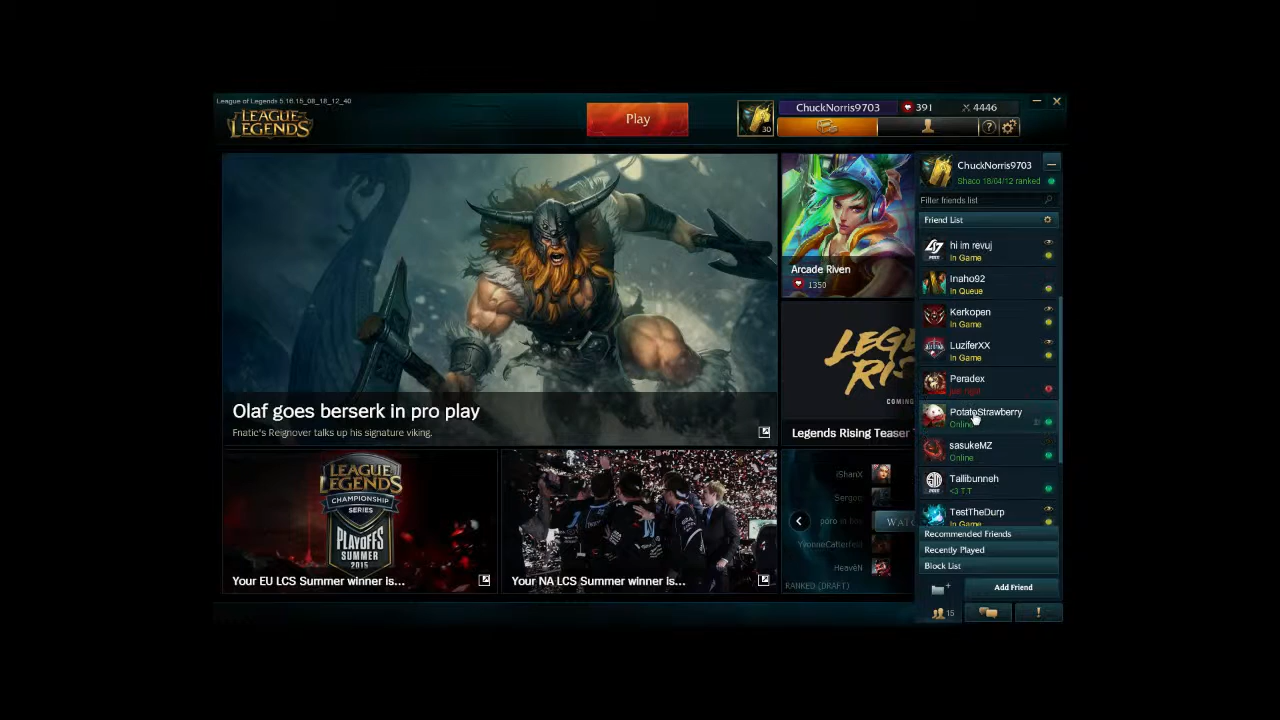 League of Legends 5.16.15_08_18_12_40
LEAGUE of LEGENDS
Play
30
ChuckNorris9703
391
4446
?
ChuckNorris9703
Shaco 18/64/12 ranked
Filter friends list
Friend List
hi im revuj
In Game
Inaho92
In Queue
Kerkopen
In Game
LuziferXX
In Game
Peradex
PotatoStrawberry
Online
sasukeMZ
Online
Tallibunneh
<3 T.T
TestTheDurp
In Game
Recommended Friends
Recently Played
Block List
Add Friend
15
!
Arcade Riven
1350
COMING
Legends Rising Teaser
Olaf goes berserk in pro play
Fnatic's Reignover talks up his signature viking.
LEAGUE OF LEGENDS
CHAMPIONSHIP
SERIES
PLAYOFFS
SUMMER
2015
Your EU LCS Summer winner is...
Your NA LCS Summer winner is...
iShanX
HeavèN
RANKED (DRAFT)